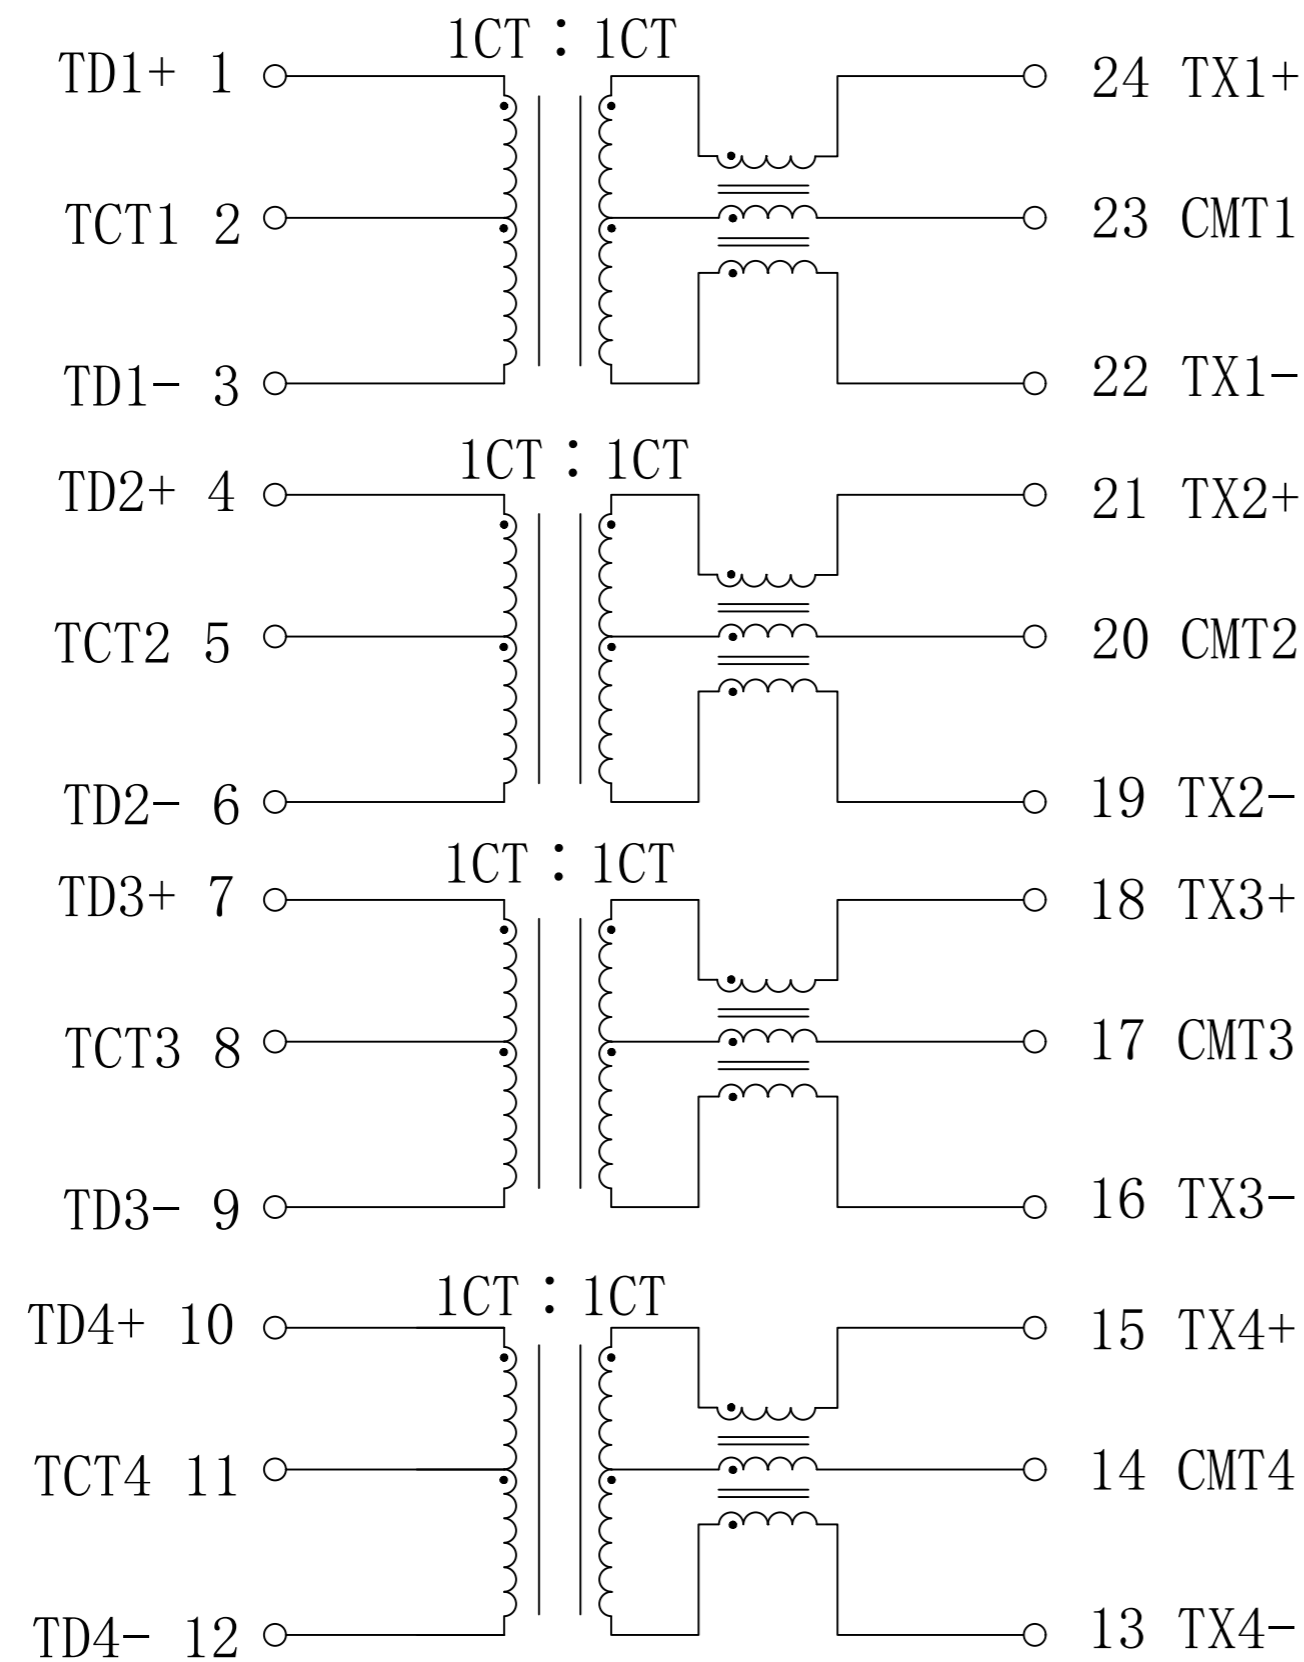 1CT : 1CT
TD1+ 1
24 TX1+
TCT1 2
23 CMT1
TD1- 3
22 TX1-
1CT : 1CT
TD2+ 4
21 TX2+
TCT2 5
20 CMT2
TD2- 6
19 TX2-
1CT : 1CT
TD3+ 7
18 TX3+
TCT3 8
17 CMT3
TD3- 9
16 TX3-
1CT : 1CT
TD4+ 10
15 TX4+
TCT4 11
14 CMT4
TD4- 12
13 TX4-